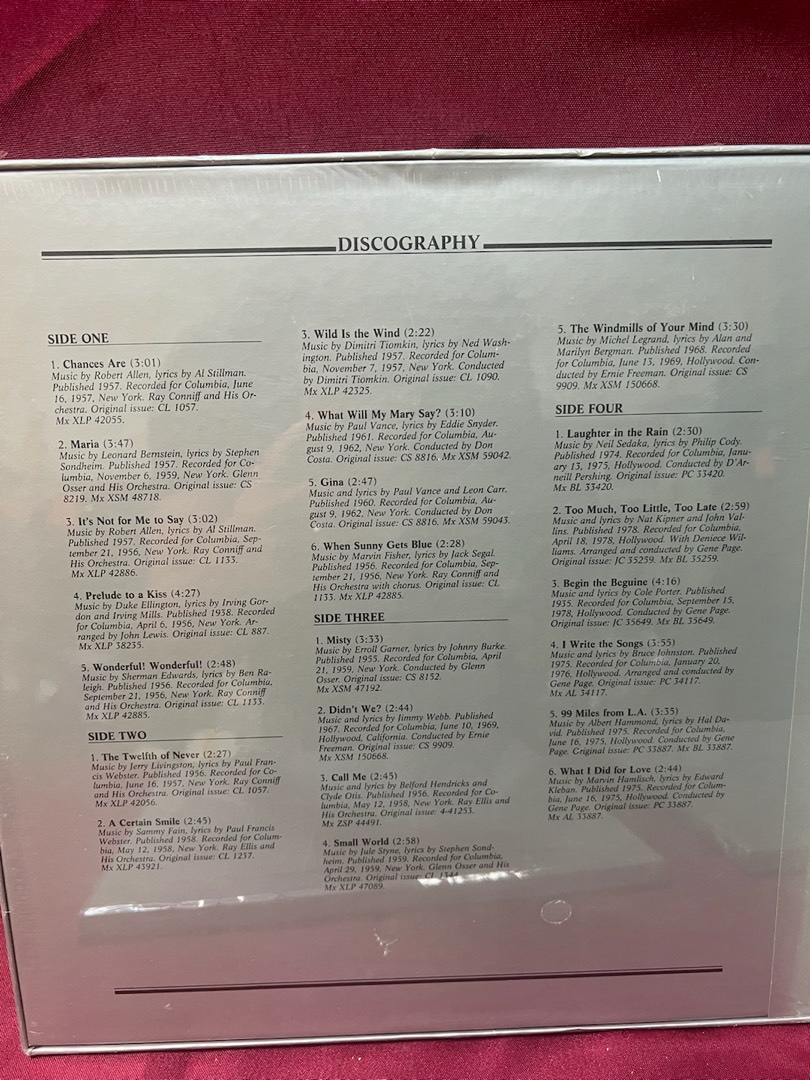 DISCOGRAPHY
SIDE ONE
1. Chances Are (3:01)
Music by Robert Allen, lyrics by Al Stillman.
Published 1957. Recorded for Columbia, June
16, 1957, New York. Ray Conniff and His Or-
chestra. Original issue: CL 1057.
Mx XLP 42055.
2. Maria (3:47)
Music by Leonard Bernstein, lyrics by Stephen
Sondheim. Published 1957. Recorded for Co-
lumbia, November 6, 1959, New York. Glenn
Osser and His Orchestra. Original issue: CS
8219. Mx XSM 48718.
3. It's Not for Me to Say (3:02)
Music by Robert Allen, lyrics by Al Stillman.
Published 1957. Recorded for Columbia, Sep-
tember 21, 1956, New York. Ray Conniff and
His Orchestra. Original issue: CL 1133.
Mx XLP 42886.
4. Prelude to a Kiss (4:27)
Music by Duke Ellington, lyrics by Irving Gor-
don and Irving Mills. Published 1938. Recorded
for Columbia, April 6, 1956, New York. Ar-
ranged by John Lewis. Original issue: CL 887.
Mx XLP 38235.
5. Wonderful! Wonderful! (2:48)
Music by Sherman Edwards, lyrics by Ben Ra-
leigh. Published 1956. Recorded for Columbia,
September 21, 1956, New York. Ray Conniff
and His Orchestra. Original issue: CL 1133.
Mx XLP 42885.
SIDE TWO
1. The Twelfth of Never (2:27)
Music by Jerry Livingston, lyrics by Paul Fran-
cis Webster. Published 1956. Recorded for Co-
lumbia, June 16, 1957, New York. Ray Conniff
and His Orchestra. Original issue: CL 1057.
Mx XLP 42056.
2. A Certain Smile (2:45)
Music by Sammy Fain, lyrics by Paul Francis
Webster. Published 1958. Recorded for Colum-
bia, May 12, 1958, New York. Ray Ellis and
His Orchestra. Original issue: CL 1237.
Mx XLP 43921.
3. Wild Is the Wind (2:22)
Music by Dimitri Tiomkin, lyrics by Ned Wash-
ington. Published 1957. Recorded for Colum-
bia, November 7, 1957, New York. Conducted
by Dimitri Tiomkin. Original issue: CL 1090.
Mx XLP 42325.
4. What Will My Mary Say? (3:10)
Music by Paul Vance, lyrics by Eddie Snyder.
Published 1961. Recorded for Columbia, Au-
gust 9, 1962, New York. Conducted by Don
Costa. Original issue: CS 8816. Mx XSM 59042.
5. Gina (2:47)
Music and lyrics by Paul Vance and Leon Carr.
Published 1960. Recorded for Columbia, Au-
gust 9, 1962, New York. Conducted by Don
Costa. Original issue: CS 8816. Mx XSM 59043.
6. When Sunny Gets Blue (2:28)
Music by Marvin Fisher, lyrics by Jack Segal.
Published 1956. Recorded for Columbia, Sep-
tember 21, 1956, New York. Ray Conniff and
His Orchestra with chorus. Original issue: CL
1133. Mx XLP 42885.
SIDE THREE
1. Misty (3:33)
Music by Erroll Garner, lyrics by Johnny Burke.
Published 1955. Recorded for Columbia, April
21, 1959, New York. Conducted by Glenn
Osser. Original issue: CS 8152.
Mx XSM 47192.
2. Didn't We? (2:44)
Music and lyrics by Jimmy Webb. Published
1967. Recorded for Columbia, June 10, 1969,
Hollywood, California. Conducted by Ernie
Freeman. Original issue: CS 9909.
Mx XSM 150668.
3. Call Me (2:45)
Music and lyrics by Belford Hendricks and
Clyde Otis. Published 1956. Recorded for Co-
lumbia, May 12, 1958, New York. Ray Ellis and
His Orchestra. Original issue: 4-41253.
Mx ZSP 44491.
4. Small World (2:58)
Music by Jule Styne, lyrics by Stephen Sond-
heim. Published 1959. Recorded for Columbia,
April 29, 1959, New York. Glenn Osser and His
Orchestra. Original issue: CL 1344.
Mx XLP 47089.
5. The Windmills of Your Mind (3:30)
Music by Michel Legrand, lyrics by Alan and
Marilyn Bergman. Published 1968. Recorded
for Columbia, June 13, 1969, Hollywood. Con-
ducted by Ernie Freeman. Original issue: CS
9909. Mx XSM 150668.
SIDE FOUR
1. Laughter in the Rain (2:30)
Music by Neil Sedaka, lyrics by Philip Cody.
Published 1974. Recorded for Columbia, Janu-
ary 13, 1975, Hollywood. Conducted by D'Ar-
neill Pershing. Original issue: PC 33420.
Mx BL 33420.
2. Too Much, Too Little, Too Late (2:59)
Music and lyrics by Nat Kipner and John Val-
lins. Published 1978. Recorded for Columbia,
April 18, 1978, Hollywood. With Deniece Wil-
liams. Arranged and conducted by Gene Page.
Original issue: JC 35259. Mx BL 35259.
3. Begin the Beguine (4:16)
Music and lyrics by Cole Porter. Published
1935. Recorded for Columbia, September 15,
1978, Hollywood. Conducted by Gene Page.
Original issue: JC 35649. Mx BL 35649.
4. I Write the Songs (3:55)
Music and lyrics by Bruce Johnston. Published
1975. Recorded for Columbia, January 20,
1976, Hollywood. Arranged and conducted by
Gene Page. Original issue: PC 34117.
Mx AL 34117.
5. 99 Miles from L.A. (3:35)
Music by Albert Hammond, lyrics by Hal Da-
vid. Published 1975. Recorded for Columbia,
June 16, 1975, Hollywood. Conducted by Gene
Page. Original issue: PC 33887. Mx BL 33887.
6. What I Did for Love (2:44)
Music by Marvin Hamlisch, lyrics by Edward
Kleban. Published 1975. Recorded for Colum-
bia, June 16, 1975, Hollywood. Conducted by
Gene Page. Original issue: PC 33887.
Mx AL 33887.